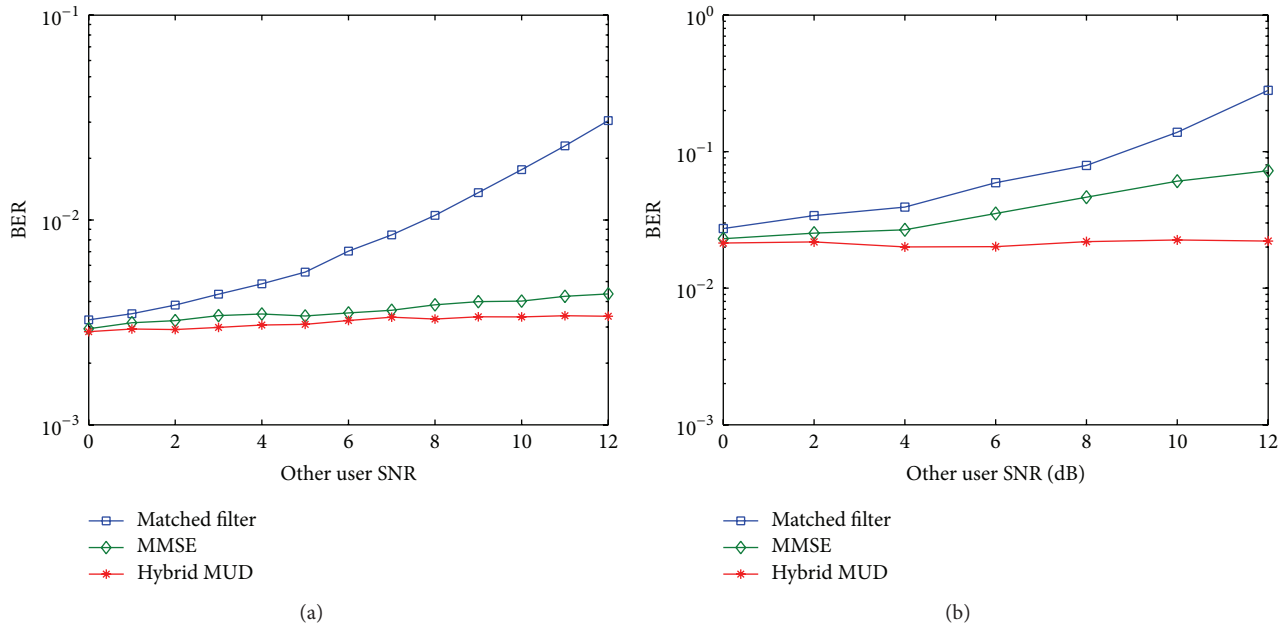 10⁻¹
10⁻²
10⁻³
BER
0 2 4 6 8 10 12
Other user SNR
Matched filter
MMSE
Hybrid MUD
(a)
10⁰
10⁻¹
10⁻²
10⁻³
BER
0 2 4 6 8 10 12
Other user SNR (dB)
Matched filter
MMSE
Hybrid MUD
(b)